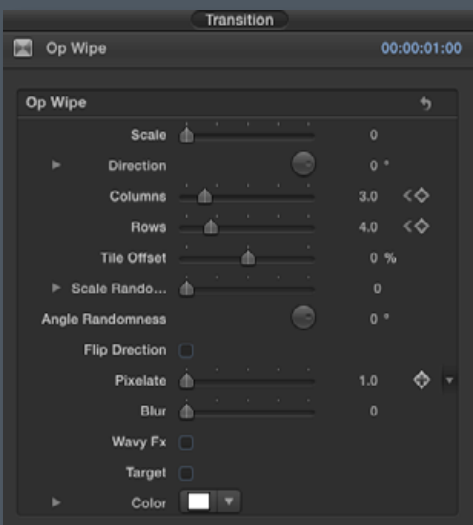 Transition
Op Wipe 00:00:01:00
Op Wipe
Scale 0
Direction 0 °
Columns 3.0
Rows 4.0
Tile Offset 0 %
Scale Rando... 0
Angle Randomness 0 °
Flip Drection
Pixelate 1.0
Blur 0
Wavy Fx
Target
Color